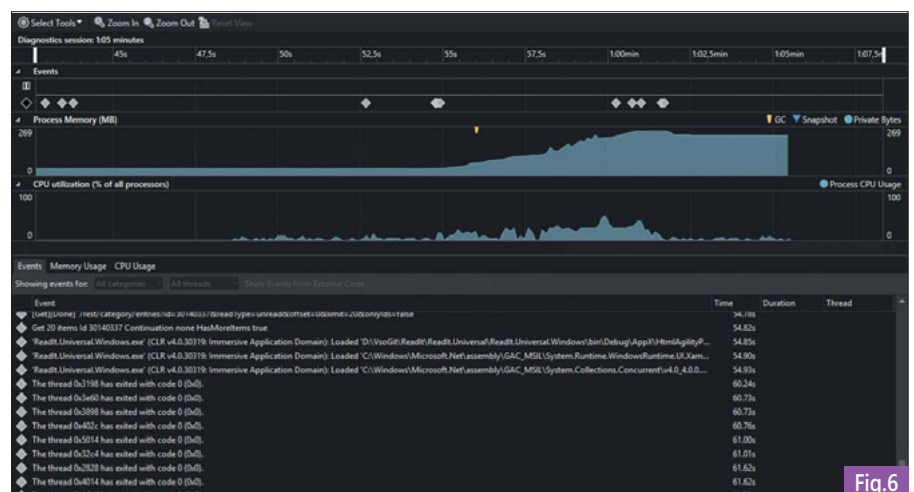 Select Tools Zoom In Zoom Out Reset View
Diagnostics session: 1:05 minutes
45s 47,5s 50s 52,5s 55s 57,5s 1:00min 1:02,5min 1:05min 1:07,5
Events
Process Memory (MB) GC Snapshot Private Bytes
269 269
0 0
CPU utilization (% of all processors) Process CPU Usage
100 100
0 0
Events Memory Usage CPU Usage
Showing events for: All categories All threads Show Events from External Code
Event Time Duration Thread
54.78s
Get 20 items Id 30140337 Continuation none HasMoreItems true 54.82s
'ReadIt.Universal.Windows.exe' (CLR v4.0.30319: Immersive Application Domain): Loaded 'D:\VsoGit\ReadIt\ReadIt.Universal\ReadIt.Universal.Windows\bin\Debug\AppX\HtmlAgilityP... 54.85s
'ReadIt.Universal.Windows.exe' (CLR v4.0.30319: Immersive Application Domain): Loaded 'C:\Windows\Microsoft.Net\assembly\GAC_MSIL\System.Runtime.WindowsRuntime.UI.Xam... 54.90s
'ReadIt.Universal.Windows.exe' (CLR v4.0.30319: Immersive Application Domain): Loaded 'C:\Windows\Microsoft.Net\assembly\GAC_MSIL\System.Collections.Concurrent\v4.0_4.0.0.... 54.93s
The thread 0x3198 has exited with code 0 (0x0). 60.24s
The thread 0x3e60 has exited with code 0 (0x0). 60.73s
The thread 0x3898 has exited with code 0 (0x0). 60.73s
The thread 0x402c has exited with code 0 (0x0). 60.76s
The thread 0x5014 has exited with code 0 (0x0). 61.00s
The thread 0x32c4 has exited with code 0 (0x0). 61.01s
The thread 0x2828 has exited with code 0 (0x0). 61.62s
The thread 0x4014 has exited with code 0 (0x0). 61.62s
Fig.6